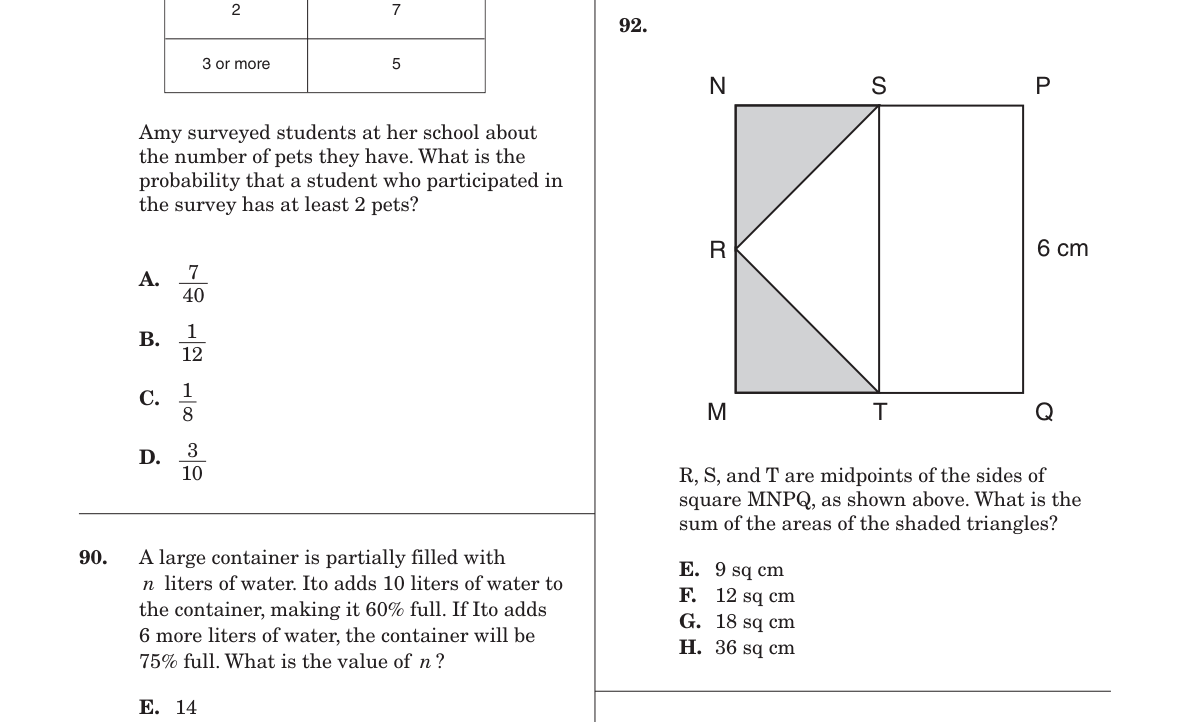 2 7
3 or more 5
Amy surveyed students at her school about
the number of pets they have. What is the
probability that a student who participated in
the survey has at least 2 pets?
A. 7/40
B. 1/12
C. 1/8
D. 3/10
90. A large container is partially filled with
n liters of water. Ito adds 10 liters of water to
the container, making it 60% full. If Ito adds
6 more liters of water, the container will be
75% full. What is the value of n?
E. 14
92.
N S P
R 6 cm
M T Q
R, S, and T are midpoints of the sides of
square MNPQ, as shown above. What is the
sum of the areas of the shaded triangles?
E. 9 sq cm
F. 12 sq cm
G. 18 sq cm
H. 36 sq cm